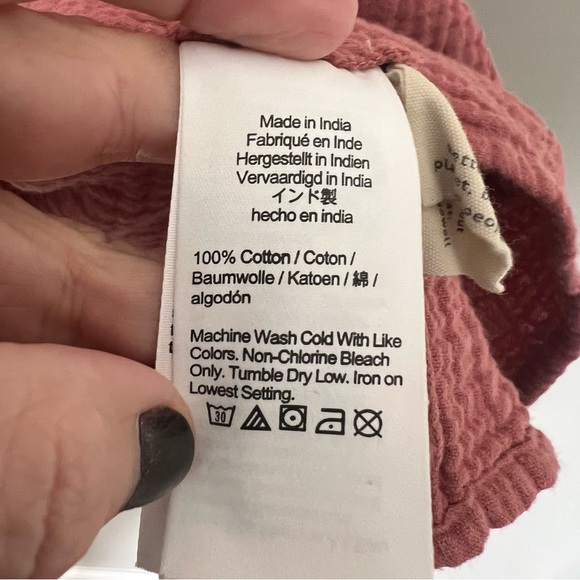 Made in India
Fabriqué en Inde
Hergestellt in Indien
Vervaardigd in India
インド製
hecho en india
100% Cotton / Coton /
Baumwolle / Katoen / 綿 /
algodón
Machine Wash Cold With Like
Colors. Non-Chlorine Bleach
Only. Tumble Dry Low. Iron on
Lowest Setting.
30